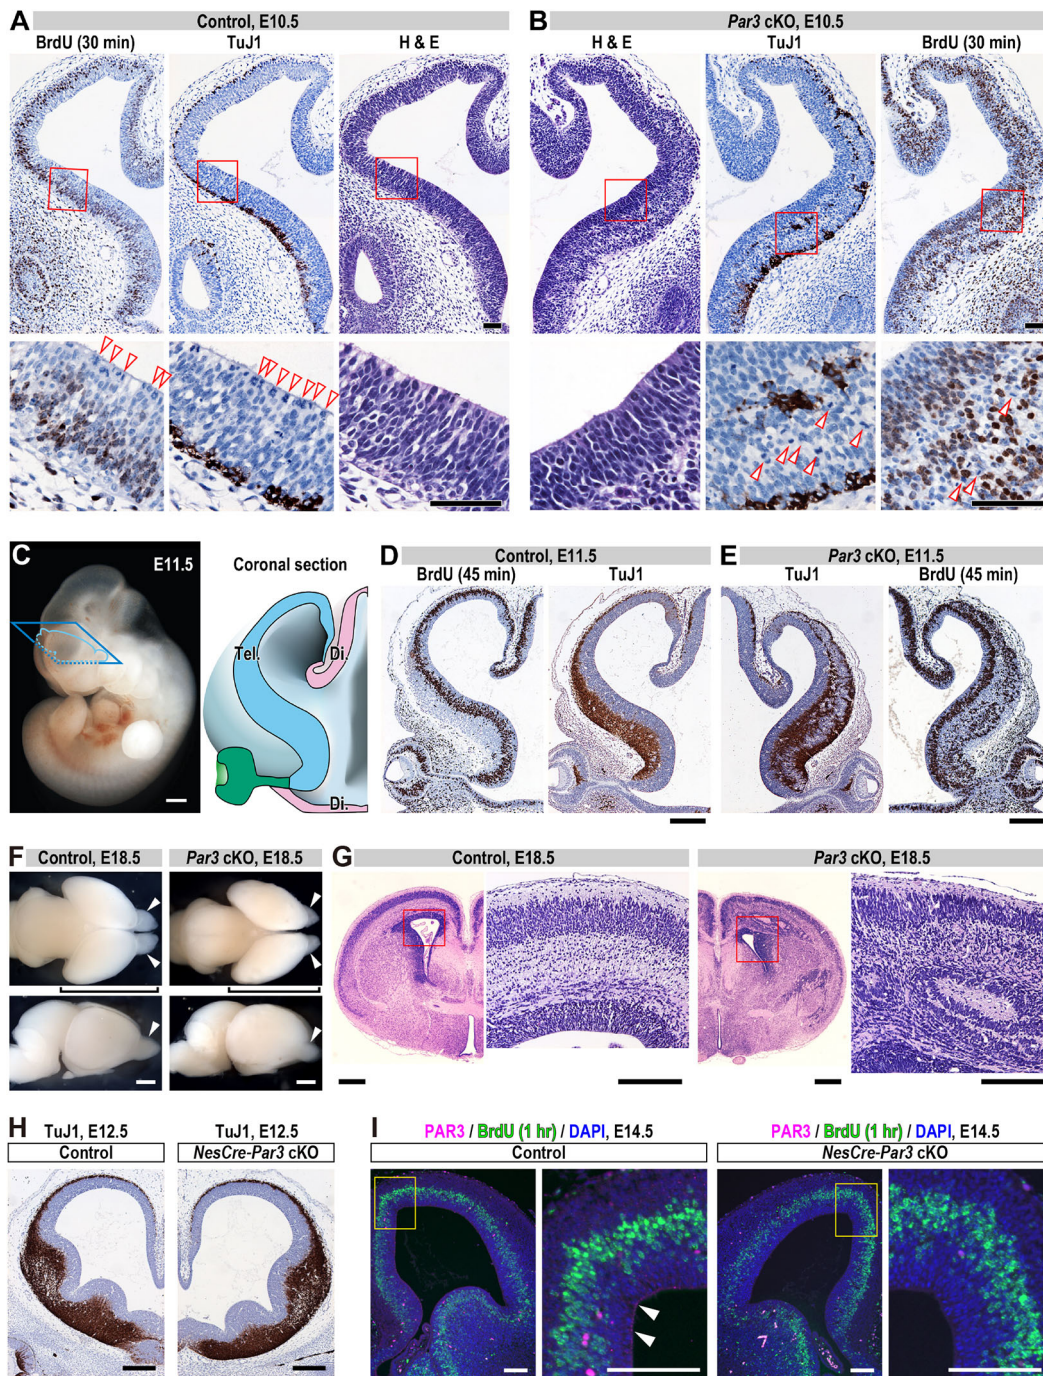 A
Control, E10.5
BrdU (30 min)
TuJ1
H & E
B
Par3 cKO, E10.5
H & E
TuJ1
BrdU (30 min)
C
E11.5
Coronal section
Tel.
Di.
Di.
D
Control, E11.5
BrdU (45 min)
TuJ1
E
Par3 cKO, E11.5
TuJ1
BrdU (45 min)
F
Control, E18.5
Par3 cKO, E18.5
G
Control, E18.5
Par3 cKO, E18.5
H
TuJ1, E12.5
Control
TuJ1, E12.5
NesCre-Par3 cKO
I
PAR3 / BrdU (1 hr) / DAPI, E14.5
Control
PAR3 / BrdU (1 hr) / DAPI, E14.5
NesCre-Par3 cKO